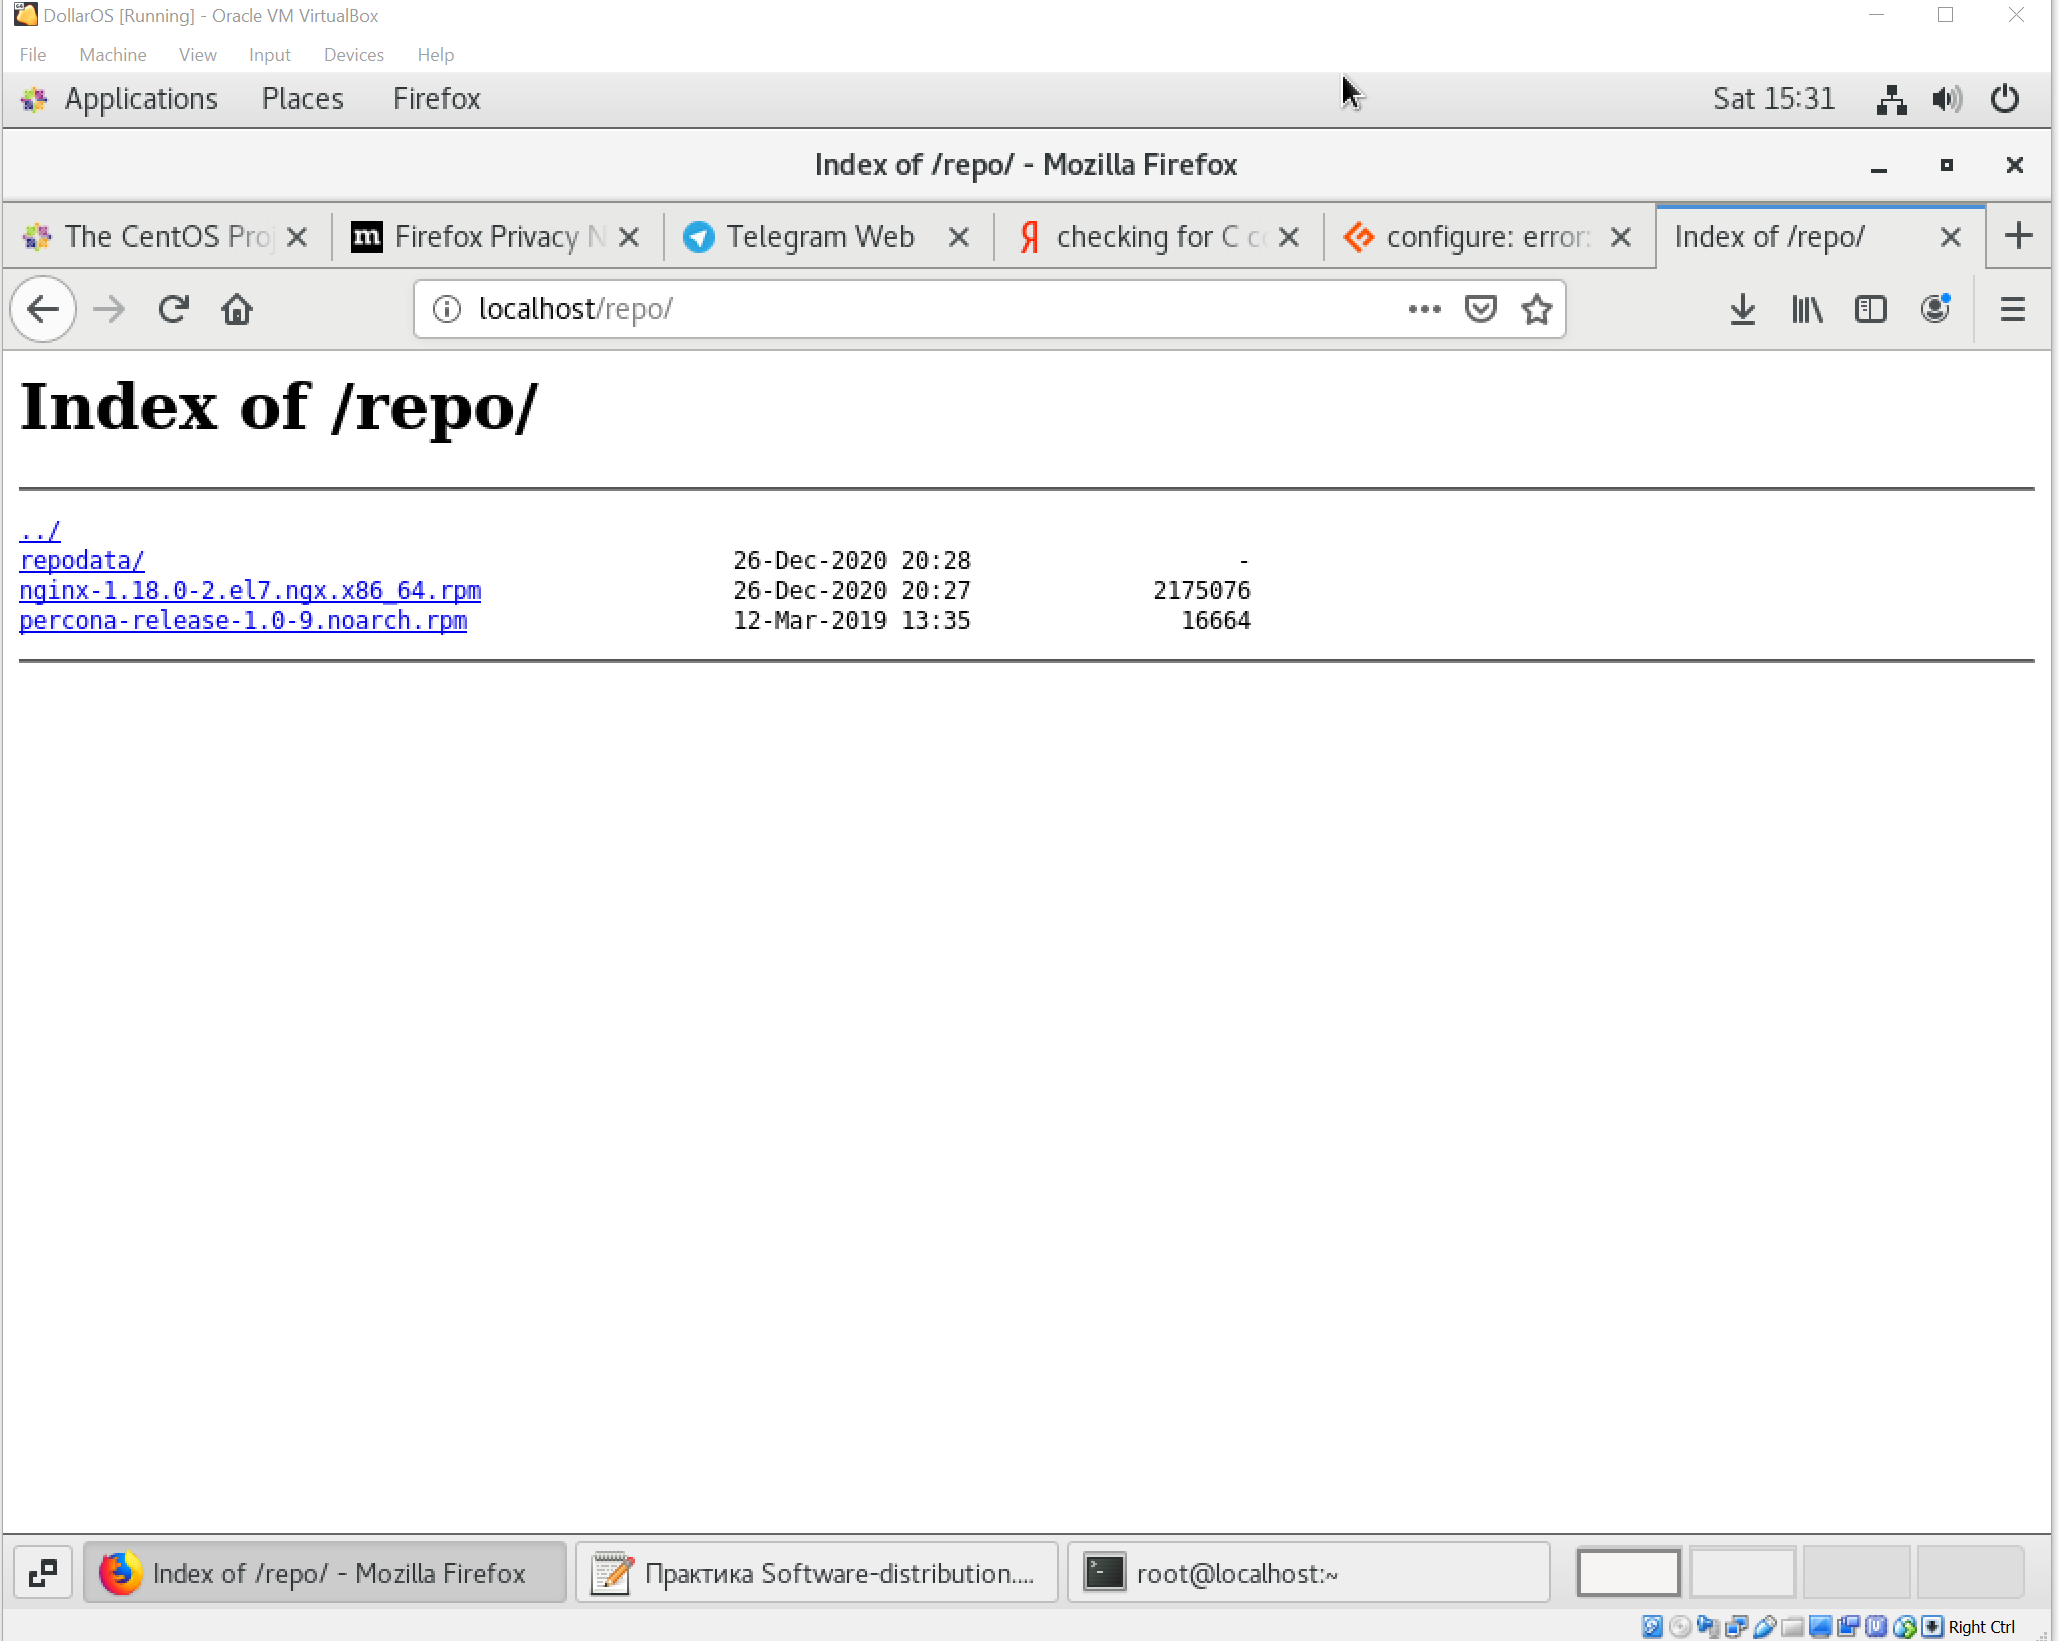 DollarOS [Running] - Oracle VM VirtualBox
File Machine View Input Devices Help
Applications Places Firefox Sat 15:31
Index of /repo/ - Mozilla Firefox
The CentOS Proj Firefox Privacy N Telegram Web checking for C co configure: error: Index of /repo/
localhost/repo/
Index of /repo/
../
repodata/ 26-Dec-2020 20:28 -
nginx-1.18.0-2.el7.ngx.x86_64.rpm 26-Dec-2020 20:27 2175076
percona-release-1.0-9.noarch.rpm 12-Mar-2019 13:35 16664
Index of /repo/ - Mozilla Firefox Практика Software-distribution.... root@localhost:~
Right Ctrl